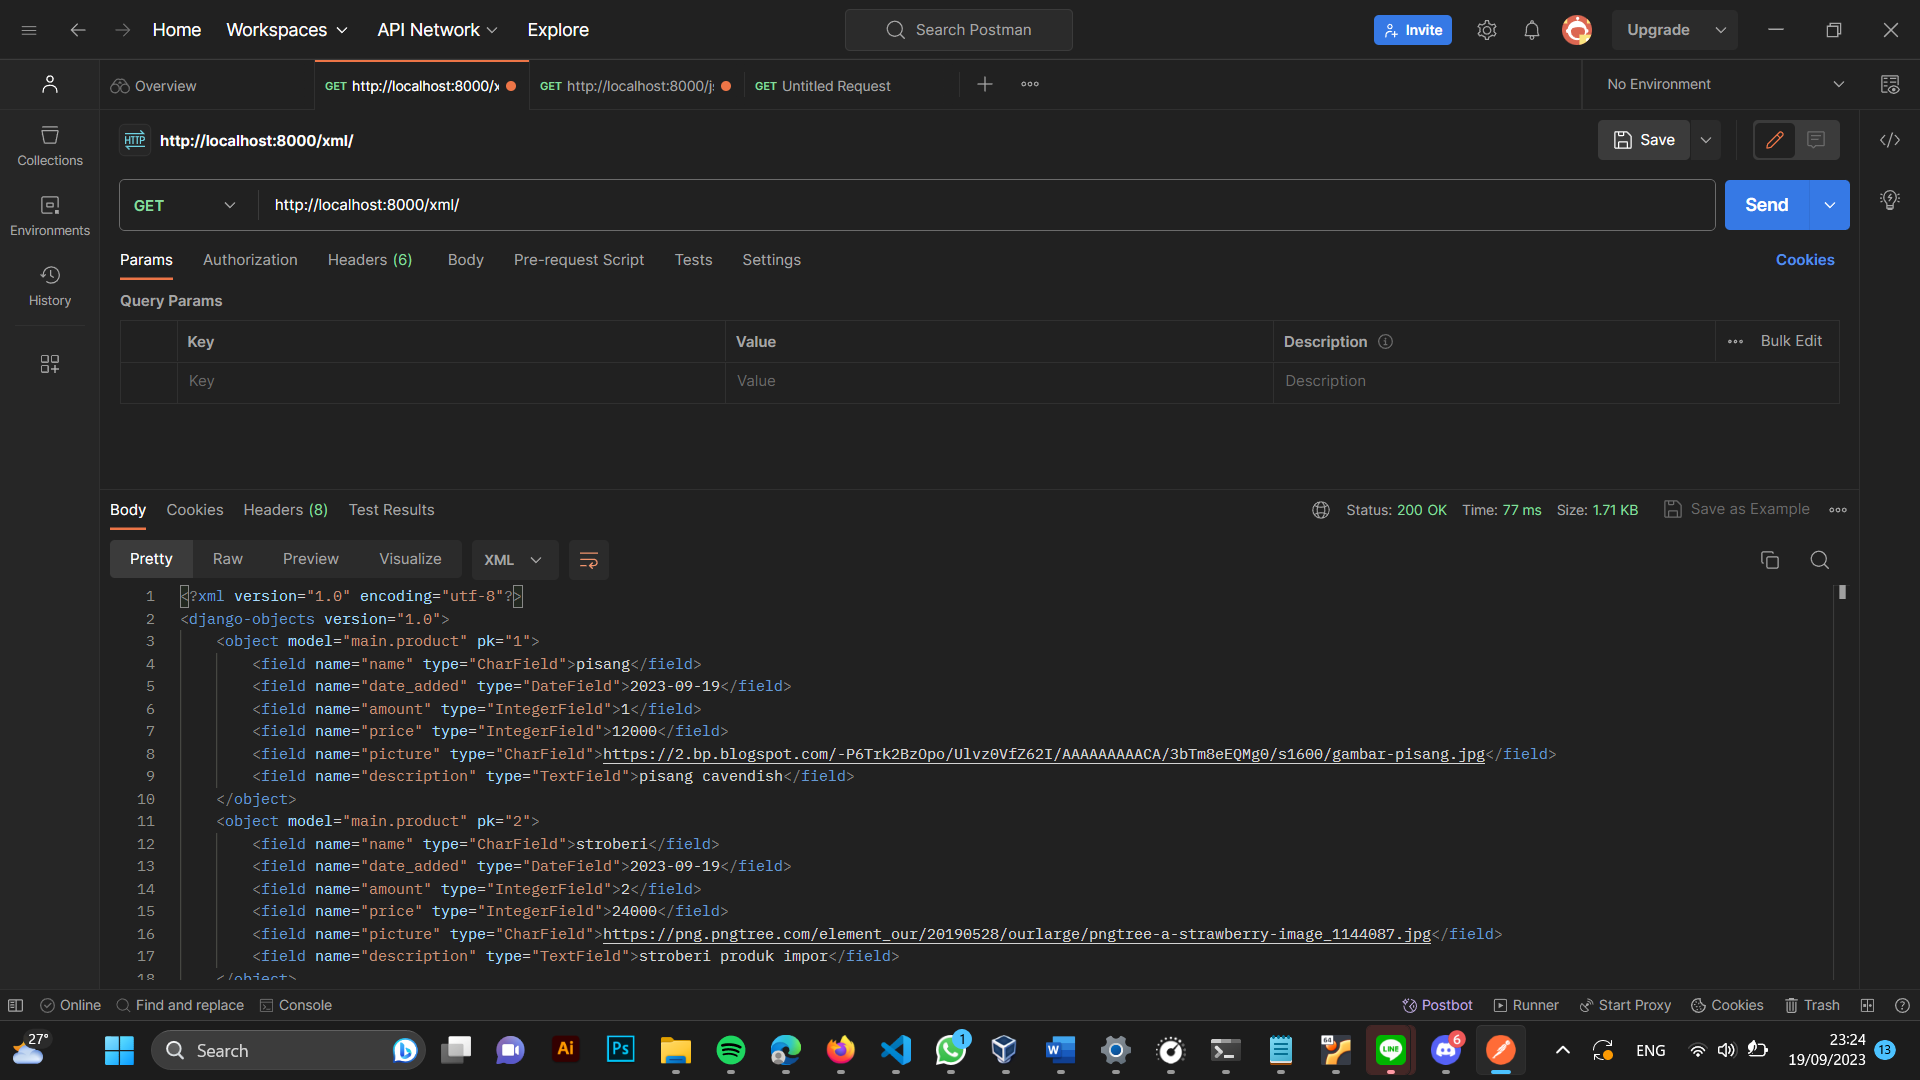 Home Workspaces API Network Explore Search Postman Invite Upgrade
Overview GET http://localhost:8000/x GET http://localhost:8000/j GET Untitled Request No Environment
HTTP http://localhost:8000/xml/ Save
Collections
GET http://localhost:8000/xml/ Send
Environments
Params Authorization Headers (6) Body Pre-request Script Tests Settings Cookies
History
Query Params
Key Value Description Bulk Edit
Key Value Description
Body Cookies Headers (8) Test Results Status: 200 OK Time: 77 ms Size: 1.71 KB Save as Example
Pretty Raw Preview Visualize XML
1 <?xml version="1.0" encoding="utf-8"?>
2 <django-objects version="1.0">
3 <object model="main.product" pk="1">
4 <field name="name" type="CharField">pisang</field>
5 <field name="date_added" type="DateField">2023-09-19</field>
6 <field name="amount" type="IntegerField">1</field>
7 <field name="price" type="IntegerField">12000</field>
8 <field name="picture" type="CharField">https://2.bp.blogspot.com/-P6Trk2BzOpo/Ulvz0VfZ62I/AAAAAAAAACA/3bTm8eEQMg0/s1600/gambar-pisang.jpg</field>
9 <field name="description" type="TextField">pisang cavendish</field>
10 </object>
11 <object model="main.product" pk="2">
12 <field name="name" type="CharField">stroberi</field>
13 <field name="date_added" type="DateField">2023-09-19</field>
14 <field name="amount" type="IntegerField">2</field>
15 <field name="price" type="IntegerField">24000</field>
16 <field name="picture" type="CharField">https://png.pngtree.com/element_our/20190528/ourlarge/pngtree-a-strawberry-image_1144087.jpg</field>
17 <field name="description" type="TextField">stroberi produk impor</field>
18 </object>
Online Find and replace Console Postbot Runner Start Proxy Cookies Trash
27° Search Ai Ps 1 W 64 LINE 6 ENG 23:24 13
19/09/2023